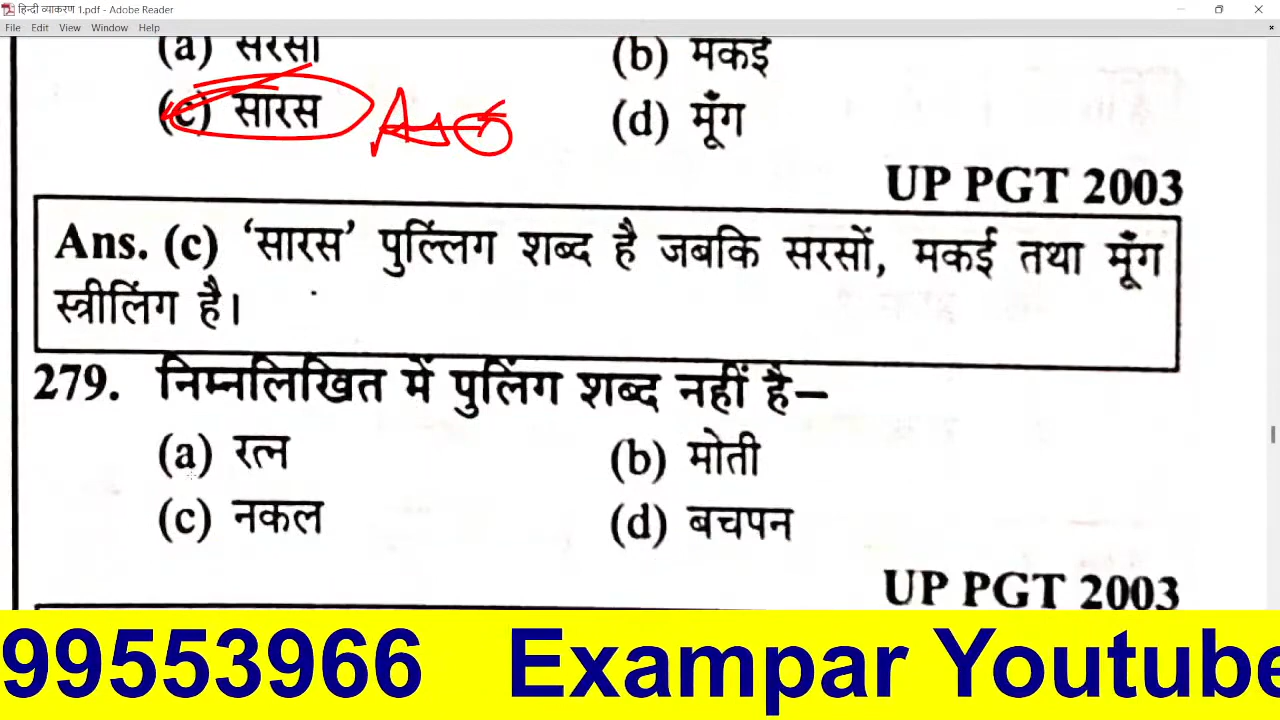 हिन्दी व्याकरण 1.pdf - Adobe Reader
File Edit View Window Help
(a) सरसों (b) मकई
(c) सारस Ans (d) मूँग
UP PGT 2003
Ans. (c) ‘सारस’ पुल्लिंग शब्द है जबकि सरसों, मकई तथा मूँग
स्त्रीलिंग है।
279. निम्नलिखित में पुलिंग शब्द नहीं है–
(a) रत्न (b) मोती
(c) नकल (d) बचपन
UP PGT 2003
99553966 Exampar Youtube